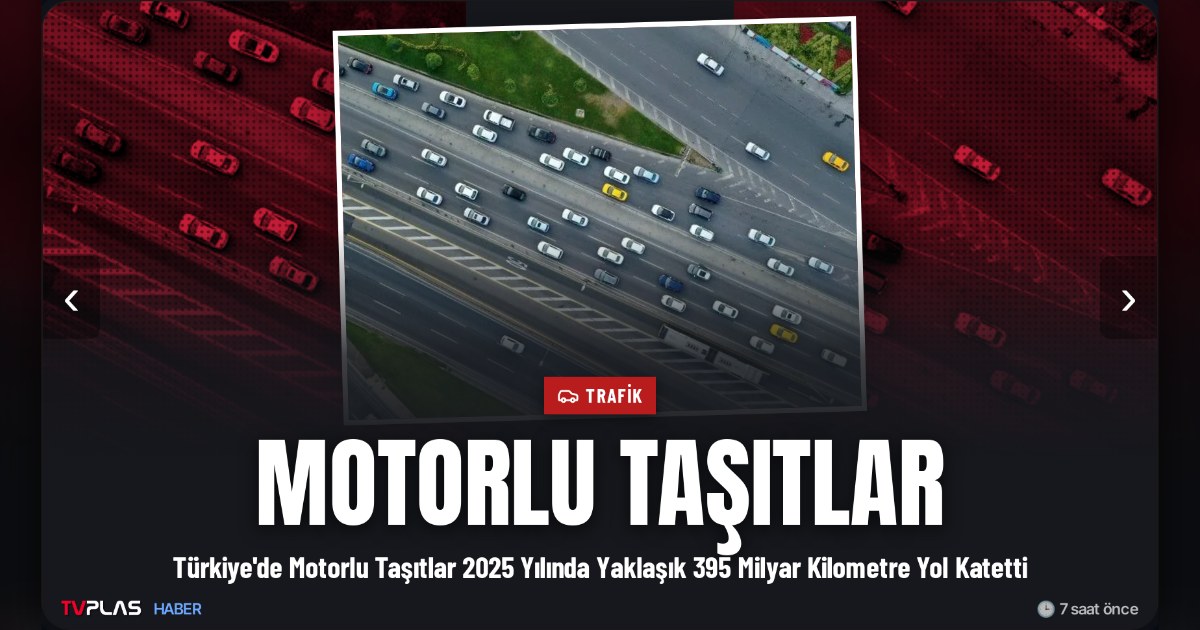 TRAFİK
MOTORLU TAŞITLAR
Türkiye'de Motorlu Taşıtlar 2025 Yılında Yaklaşık 395 Milyar Kilometre Yol Katetti
TVPLAS HABER
7 saat önce